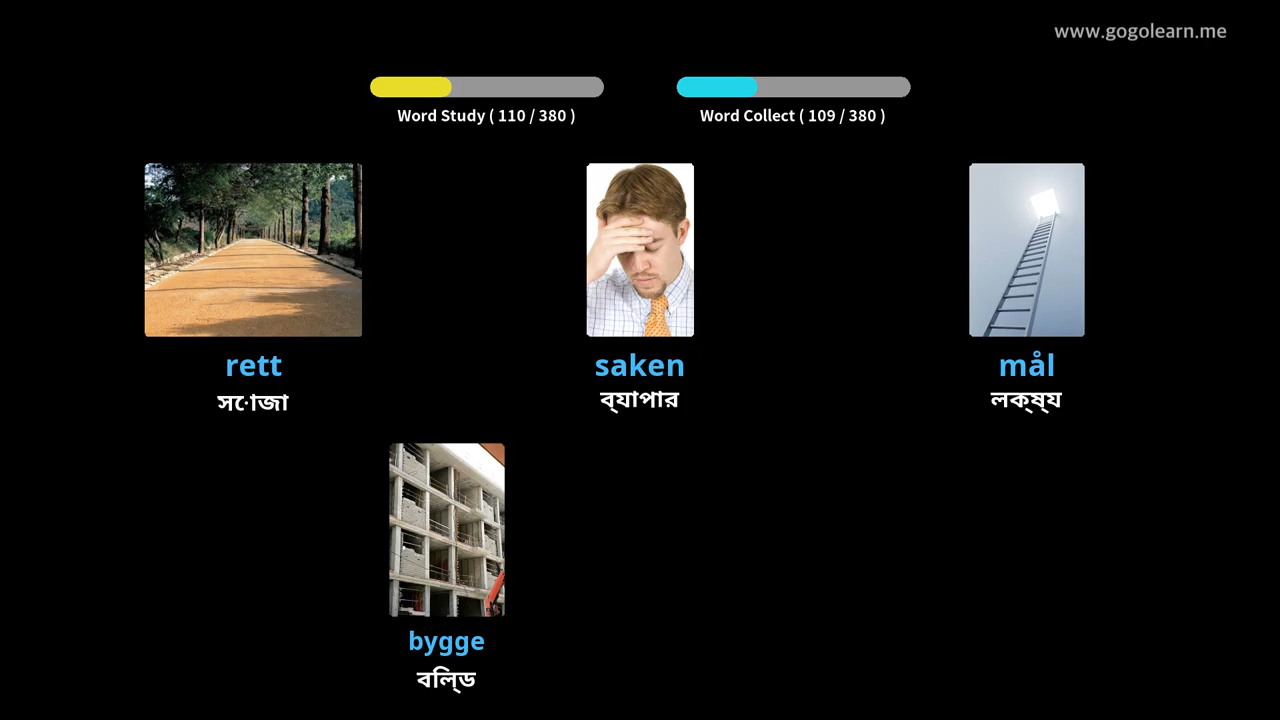 www.gogolearn.me
Word Study ( 110 / 380 )
Word Collect ( 109 / 380 )
rett
saken
mål
সোজা
ব্যাপার
লক্ষ্য
bygge
বিল্ড